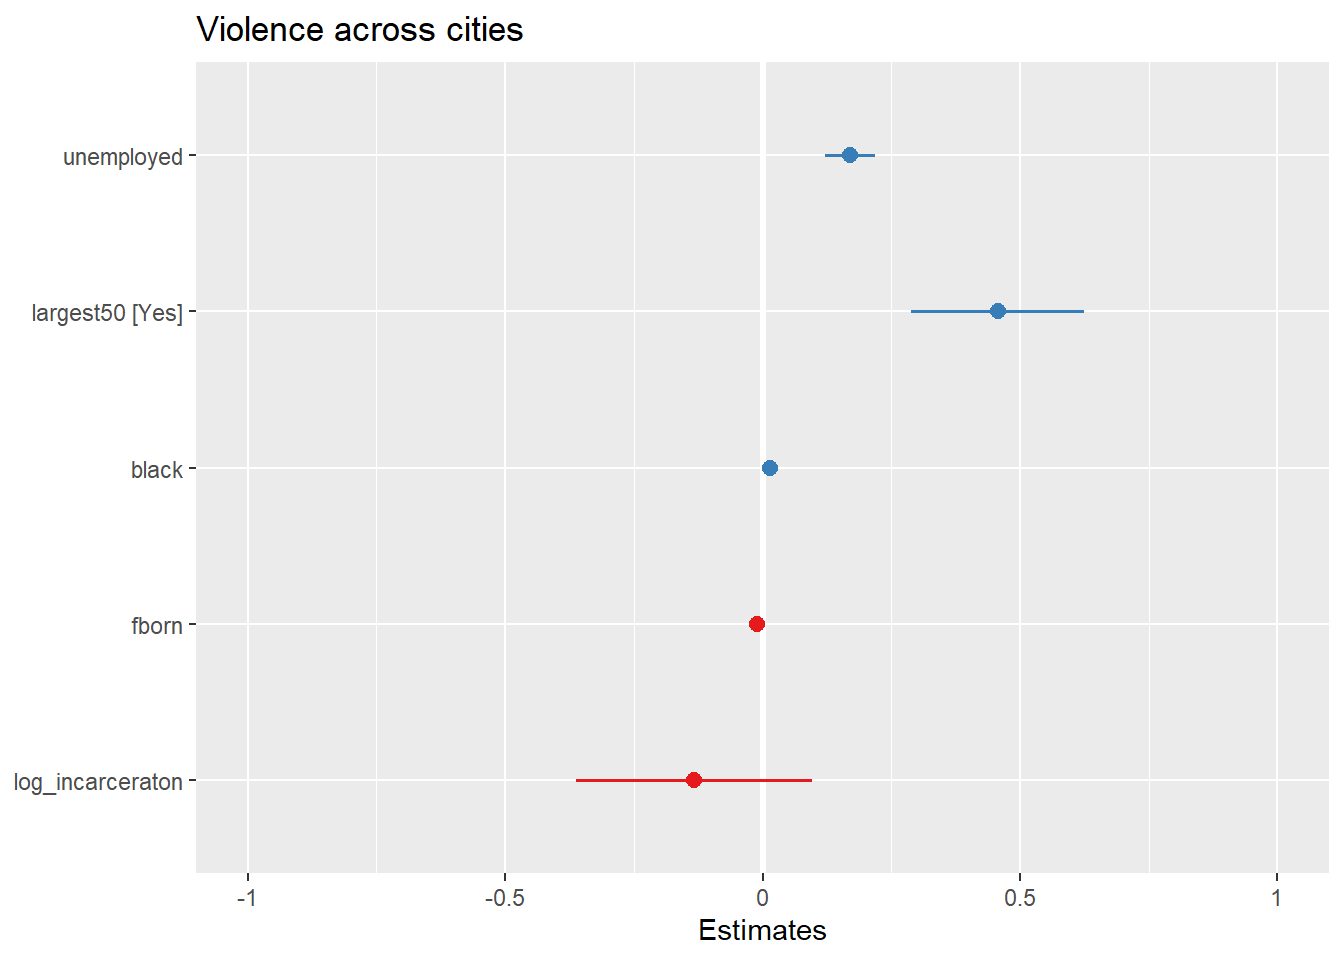 Violence across cities
unemployed
largest50 [Yes]
black
fborn
log_incarceraton
-1 -0.5 0 0.5 1
Estimates